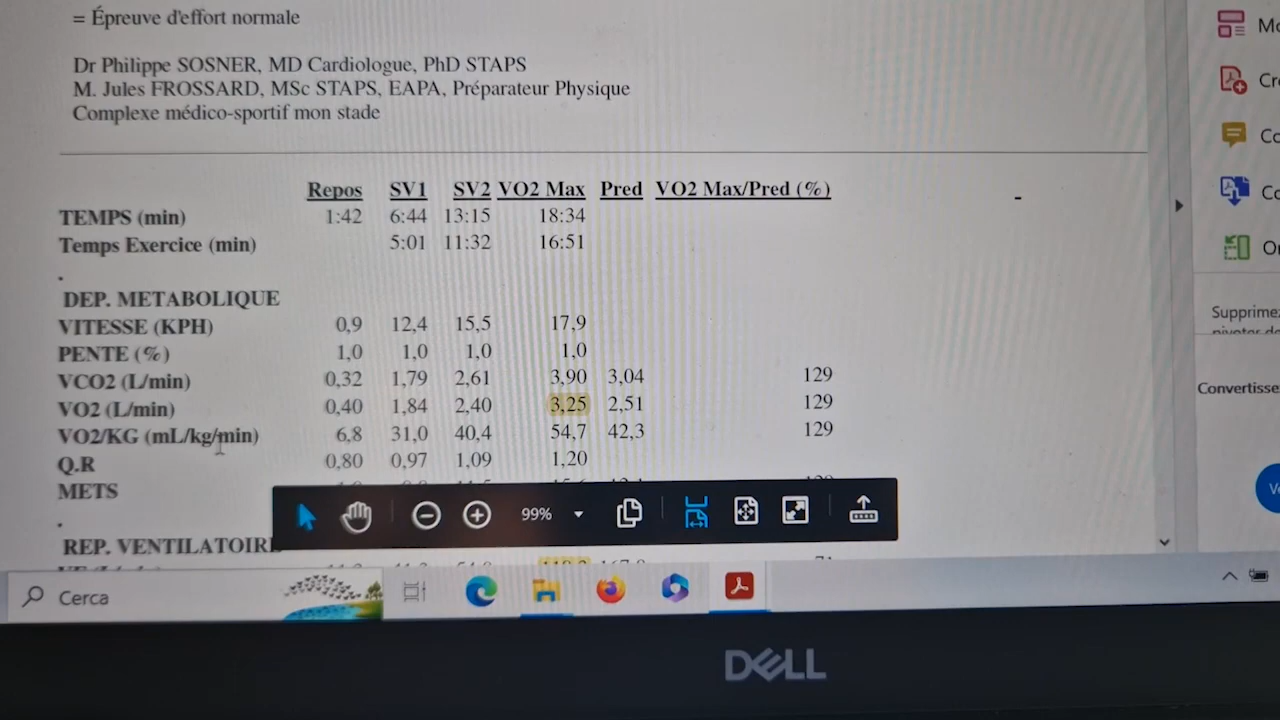 = Épreuve d'effort normale
Dr Philippe SOSNER, MD Cardiologue, PhD STAPS
M. Jules FROSSARD, MSc STAPS, EAPA, Préparateur Physique
Complexe médico-sportif mon stade
Repos SV1 SV2 VO2 Max Pred VO2 Max/Pred (%)
TEMPS (min) 1:42 6:44 13:15 18:34
Temps Exercice (min) 5:01 11:32 16:51
.
DEP. METABOLIQUE
VITESSE (KPH) 0,9 12,4 15,5 17,9
PENTE (%) 1,0 1,0 1,0 1,0
VCO2 (L/min) 0,32 1,79 2,61 3,90 3,04 129
VO2 (L/min) 0,40 1,84 2,40 3,25 2,51 129
VO2/KG (mL/kg/min) 6,8 31,0 40,4 54,7 42,3 129
Q.R 0,80 0,97 1,09 1,20
METS
.
REP. VENTILATOIRE
99%
Supprimez
Convertisse
Cerca
DELL